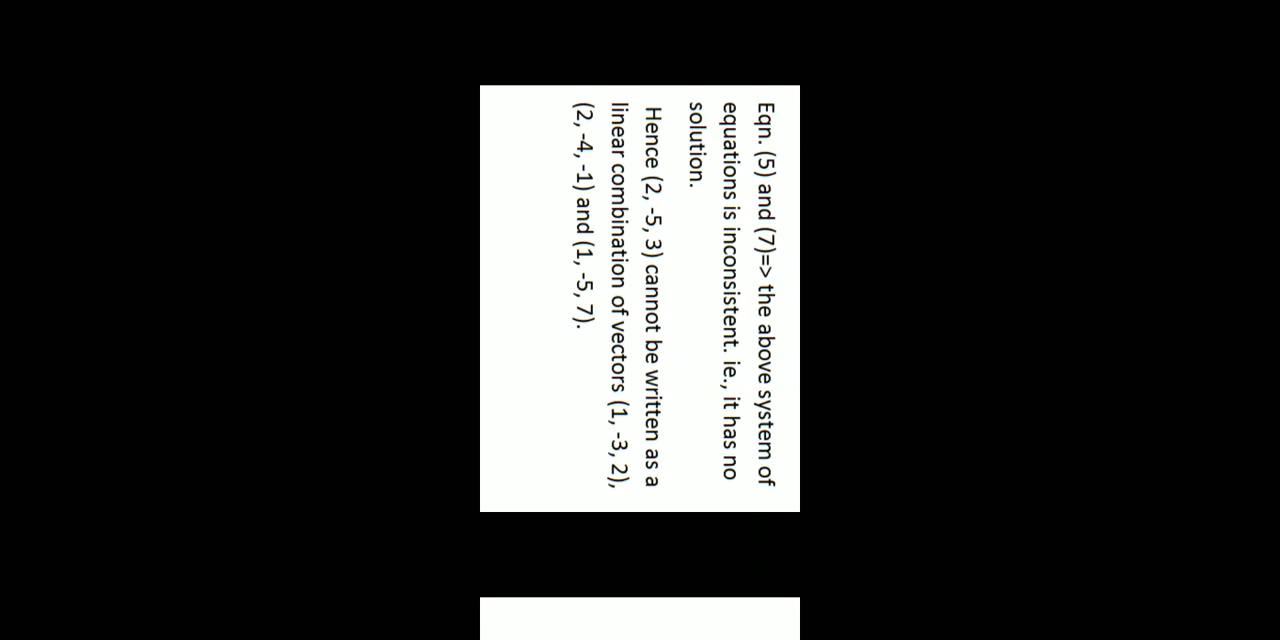 Eqn. (5) and (7)=> the above system of
equations is inconsistent. ie., it has no
solution.
Hence (2, -5, 3) cannot be written as a
linear combination of vectors (1, -3, 2),
(2, -4, -1) and (1, -5, 7).